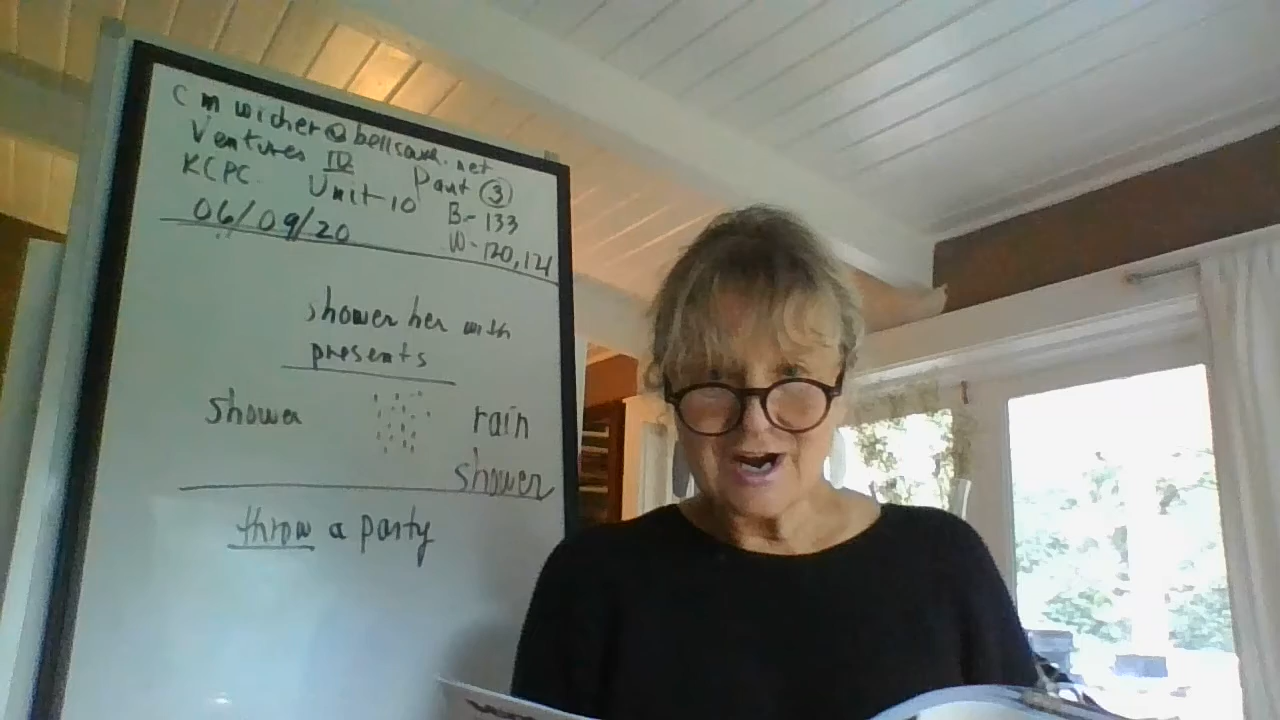 cmwicher@bellsouth.net
Ventures III Part 3
KCPC Unit-10 B-133
06/09/20 W-120,121
shower her with
presents
shower rain
shower
throw a party